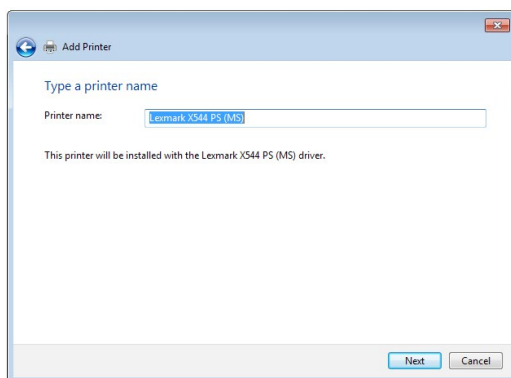 Add Printer
Type a printer name
Printer name: Lexmark X544 PS (MS)
This printer will be installed with the Lexmark X544 PS (MS) driver.
Next Cancel